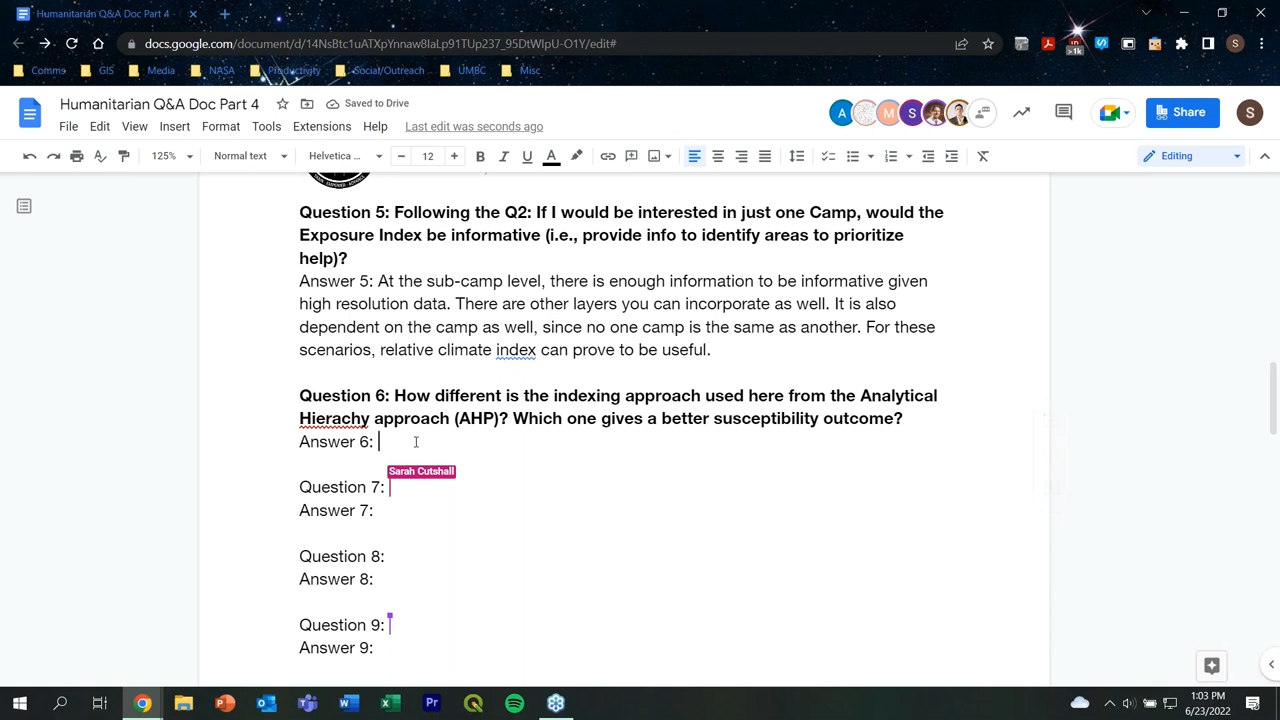 Humanitarian Q&A Doc Part 4
docs.google.com/document/d/14NsBtc1uATXpYnnaw8IaLp91TUp237_95DtWIpU-O1Y/edit#
>1k
S
Comms
GIS
Media
NASA
Productivity
Social/Outreach
UMBC
Misc
Humanitarian Q&A Doc Part 4
Saved to Drive
A
M
S
Share
S
File
Edit
View
Insert
Format
Tools
Extensions
Help
Last edit was seconds ago
125%
Normal text
Helvetica ...
12
B
I
U
A
Editing
Question 5: Following the Q2: If I would be interested in just one Camp, would the
Exposure Index be informative (i.e., provide info to identify areas to prioritize
help)?
Answer 5: At the sub-camp level, there is enough information to be informative given
high resolution data. There are other layers you can incorporate as well. It is also
dependent on the camp as well, since no one camp is the same as another. For these
scenarios, relative climate index can prove to be useful.
Question 6: How different is the indexing approach used here from the Analytical
Hierachy approach (AHP)? Which one gives a better susceptibility outcome?
Answer 6:
Sarah Cutshall
Question 7:
Answer 7:
Question 8:
Answer 8:
Question 9:
Answer 9:
1:03 PM
6/23/2022